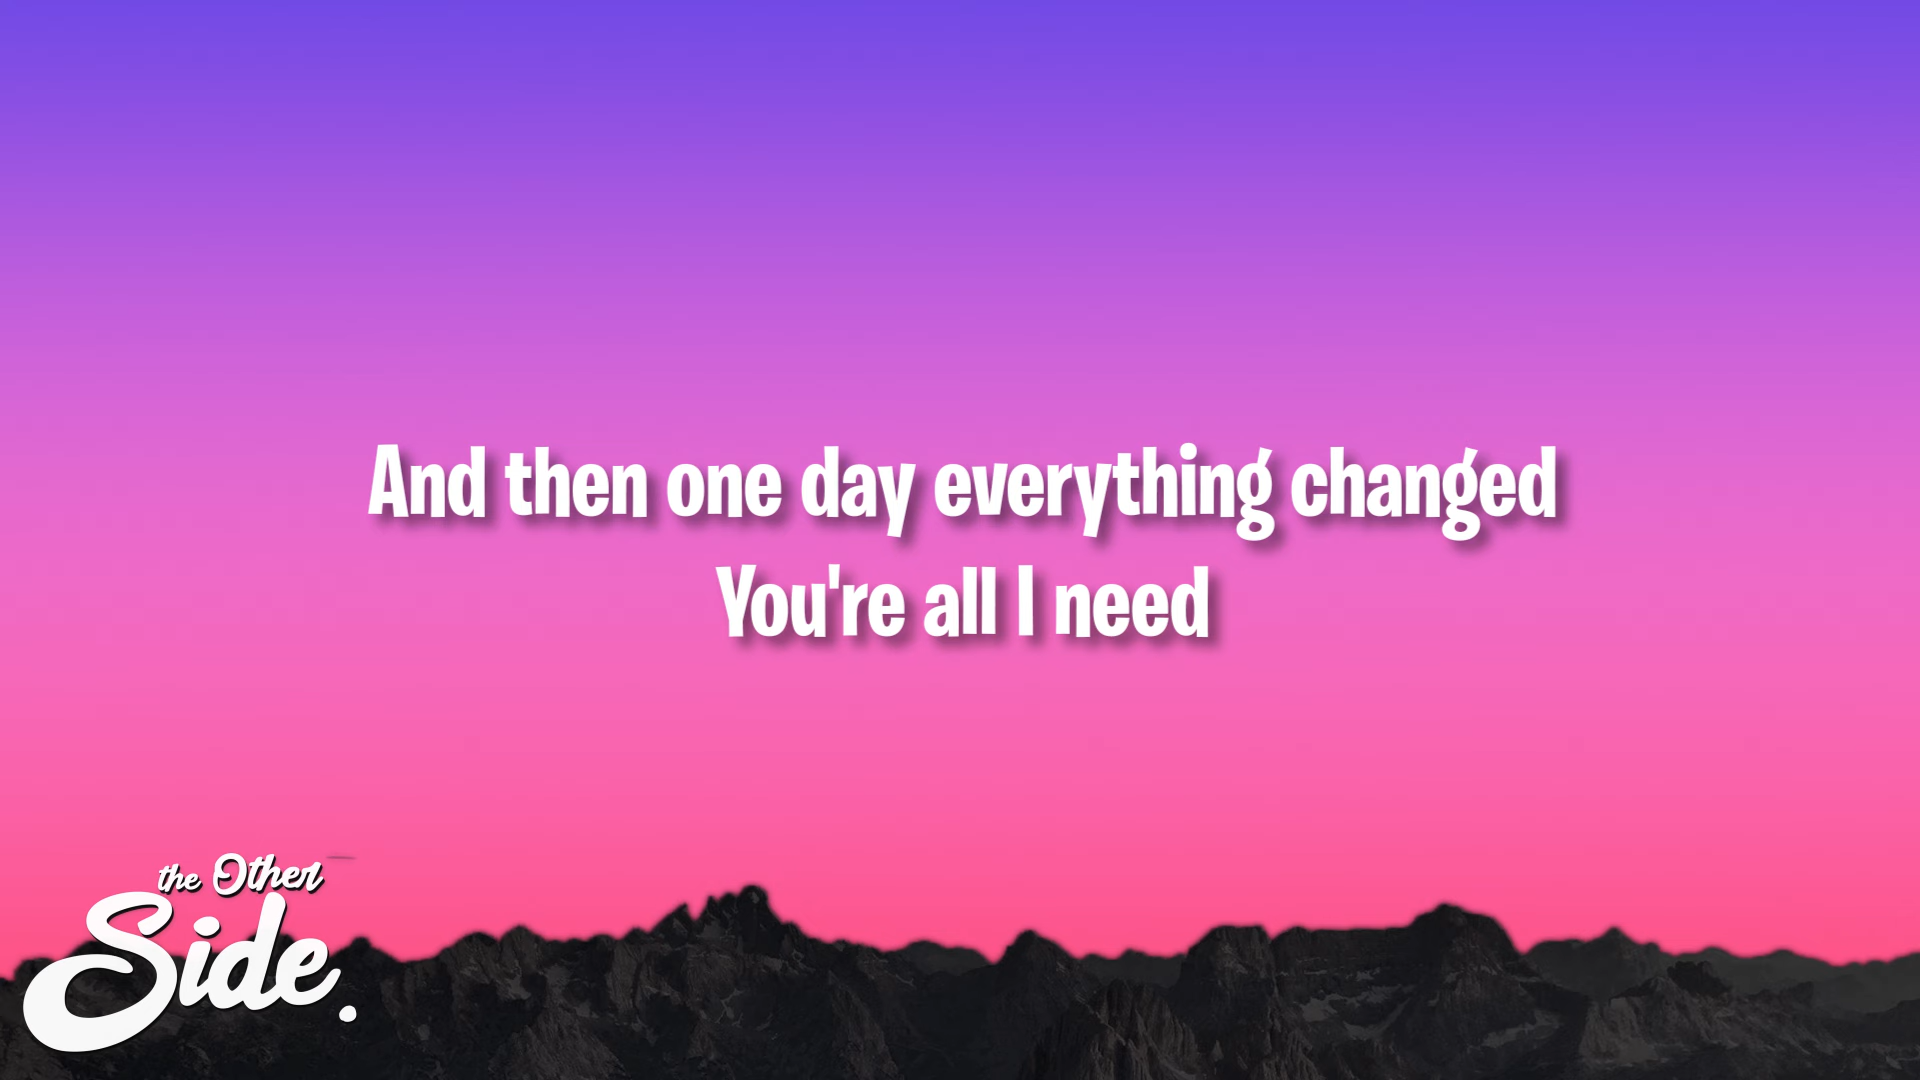 And then one day everything changed
You're all I need
the Other
Side.